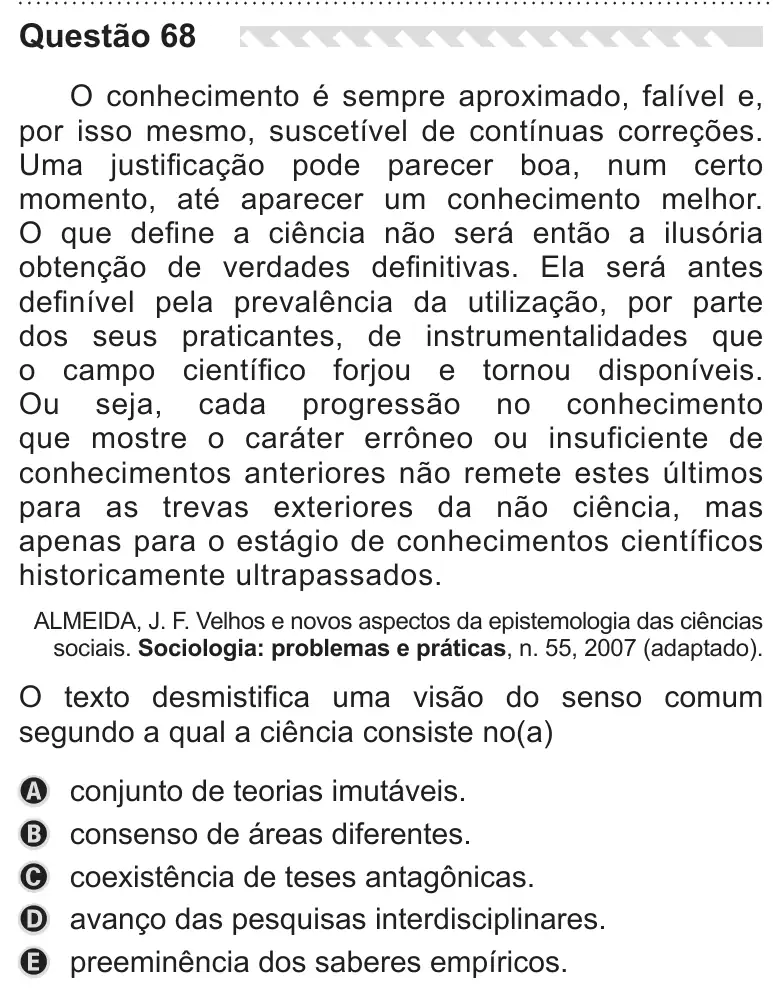 Questão 68
O conhecimento é sempre aproximado, falível e,
por isso mesmo, suscetível de contínuas correções.
Uma justificação pode parecer boa, num certo
momento, até aparecer um conhecimento melhor.
O que define a ciência não será então a ilusória
obtenção de verdades definitivas. Ela será antes
definível pela prevalência da utilização, por parte
dos seus praticantes, de instrumentalidades que
o campo científico forjou e tornou disponíveis.
Ou seja, cada progressão no conhecimento
que mostre o caráter errôneo ou insuficiente de
conhecimentos anteriores não remete estes últimos
para as trevas exteriores da não ciência, mas
apenas para o estágio de conhecimentos científicos
historicamente ultrapassados.
ALMEIDA, J. F. Velhos e novos aspectos da epistemologia das ciências
sociais. Sociologia: problemas e práticas, n. 55, 2007 (adaptado).
O texto desmistifica uma visão do senso comum
segundo a qual a ciência consiste no(a)
A conjunto de teorias imutáveis.
B consenso de áreas diferentes.
C coexistência de teses antagônicas.
D avanço das pesquisas interdisciplinares.
E preeminência dos saberes empíricos.